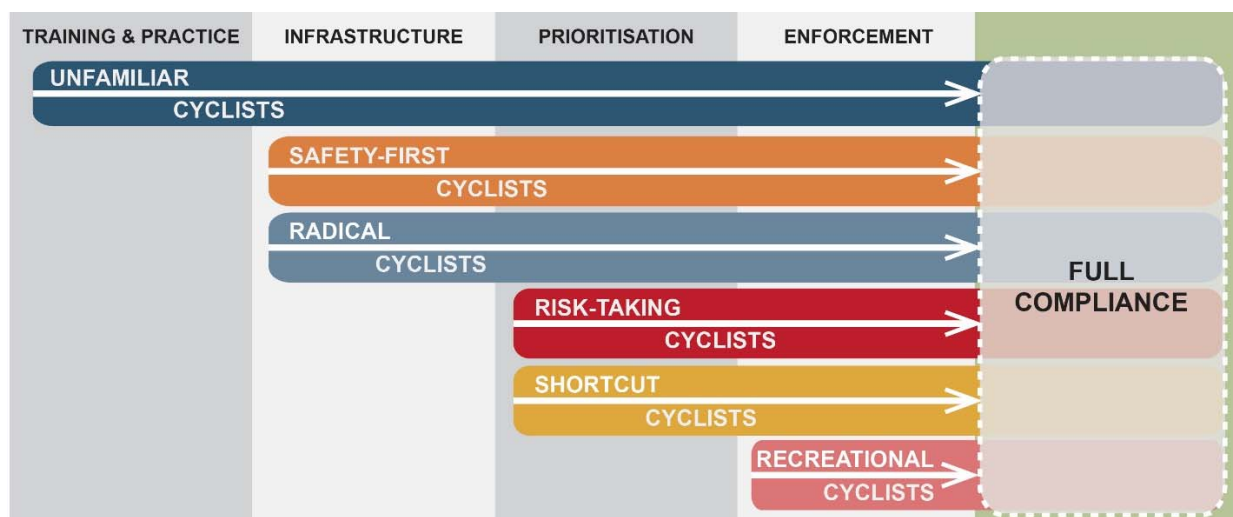 TRAINING & PRACTICE INFRASTRUCTURE PRIORITISATION ENFORCEMENT
UNFAMILIAR
CYCLISTS
SAFETY-FIRST
CYCLISTS
RADICAL
CYCLISTS
RISK-TAKING
CYCLISTS
SHORTCUT
CYCLISTS
RECREATIONAL
CYCLISTS
FULL
COMPLIANCE